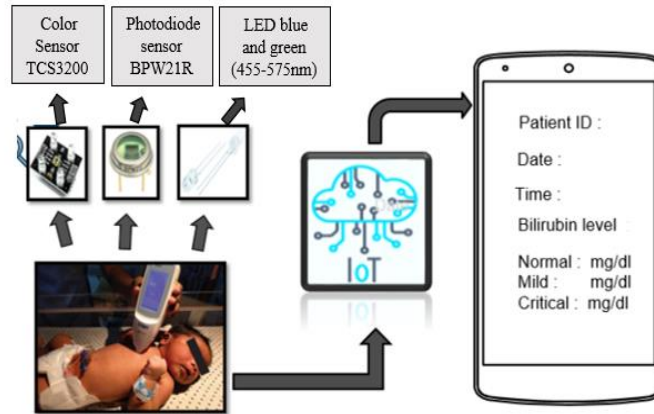 Color
Sensor
TCS3200
Photodiode
sensor
BPW21R
LED blue
and green
(455-575nm)
IOT
Patient ID :
Date :
Time :
Bilirubin level
Normal : mg/dl
Mild : mg/dl
Critical : mg/dl